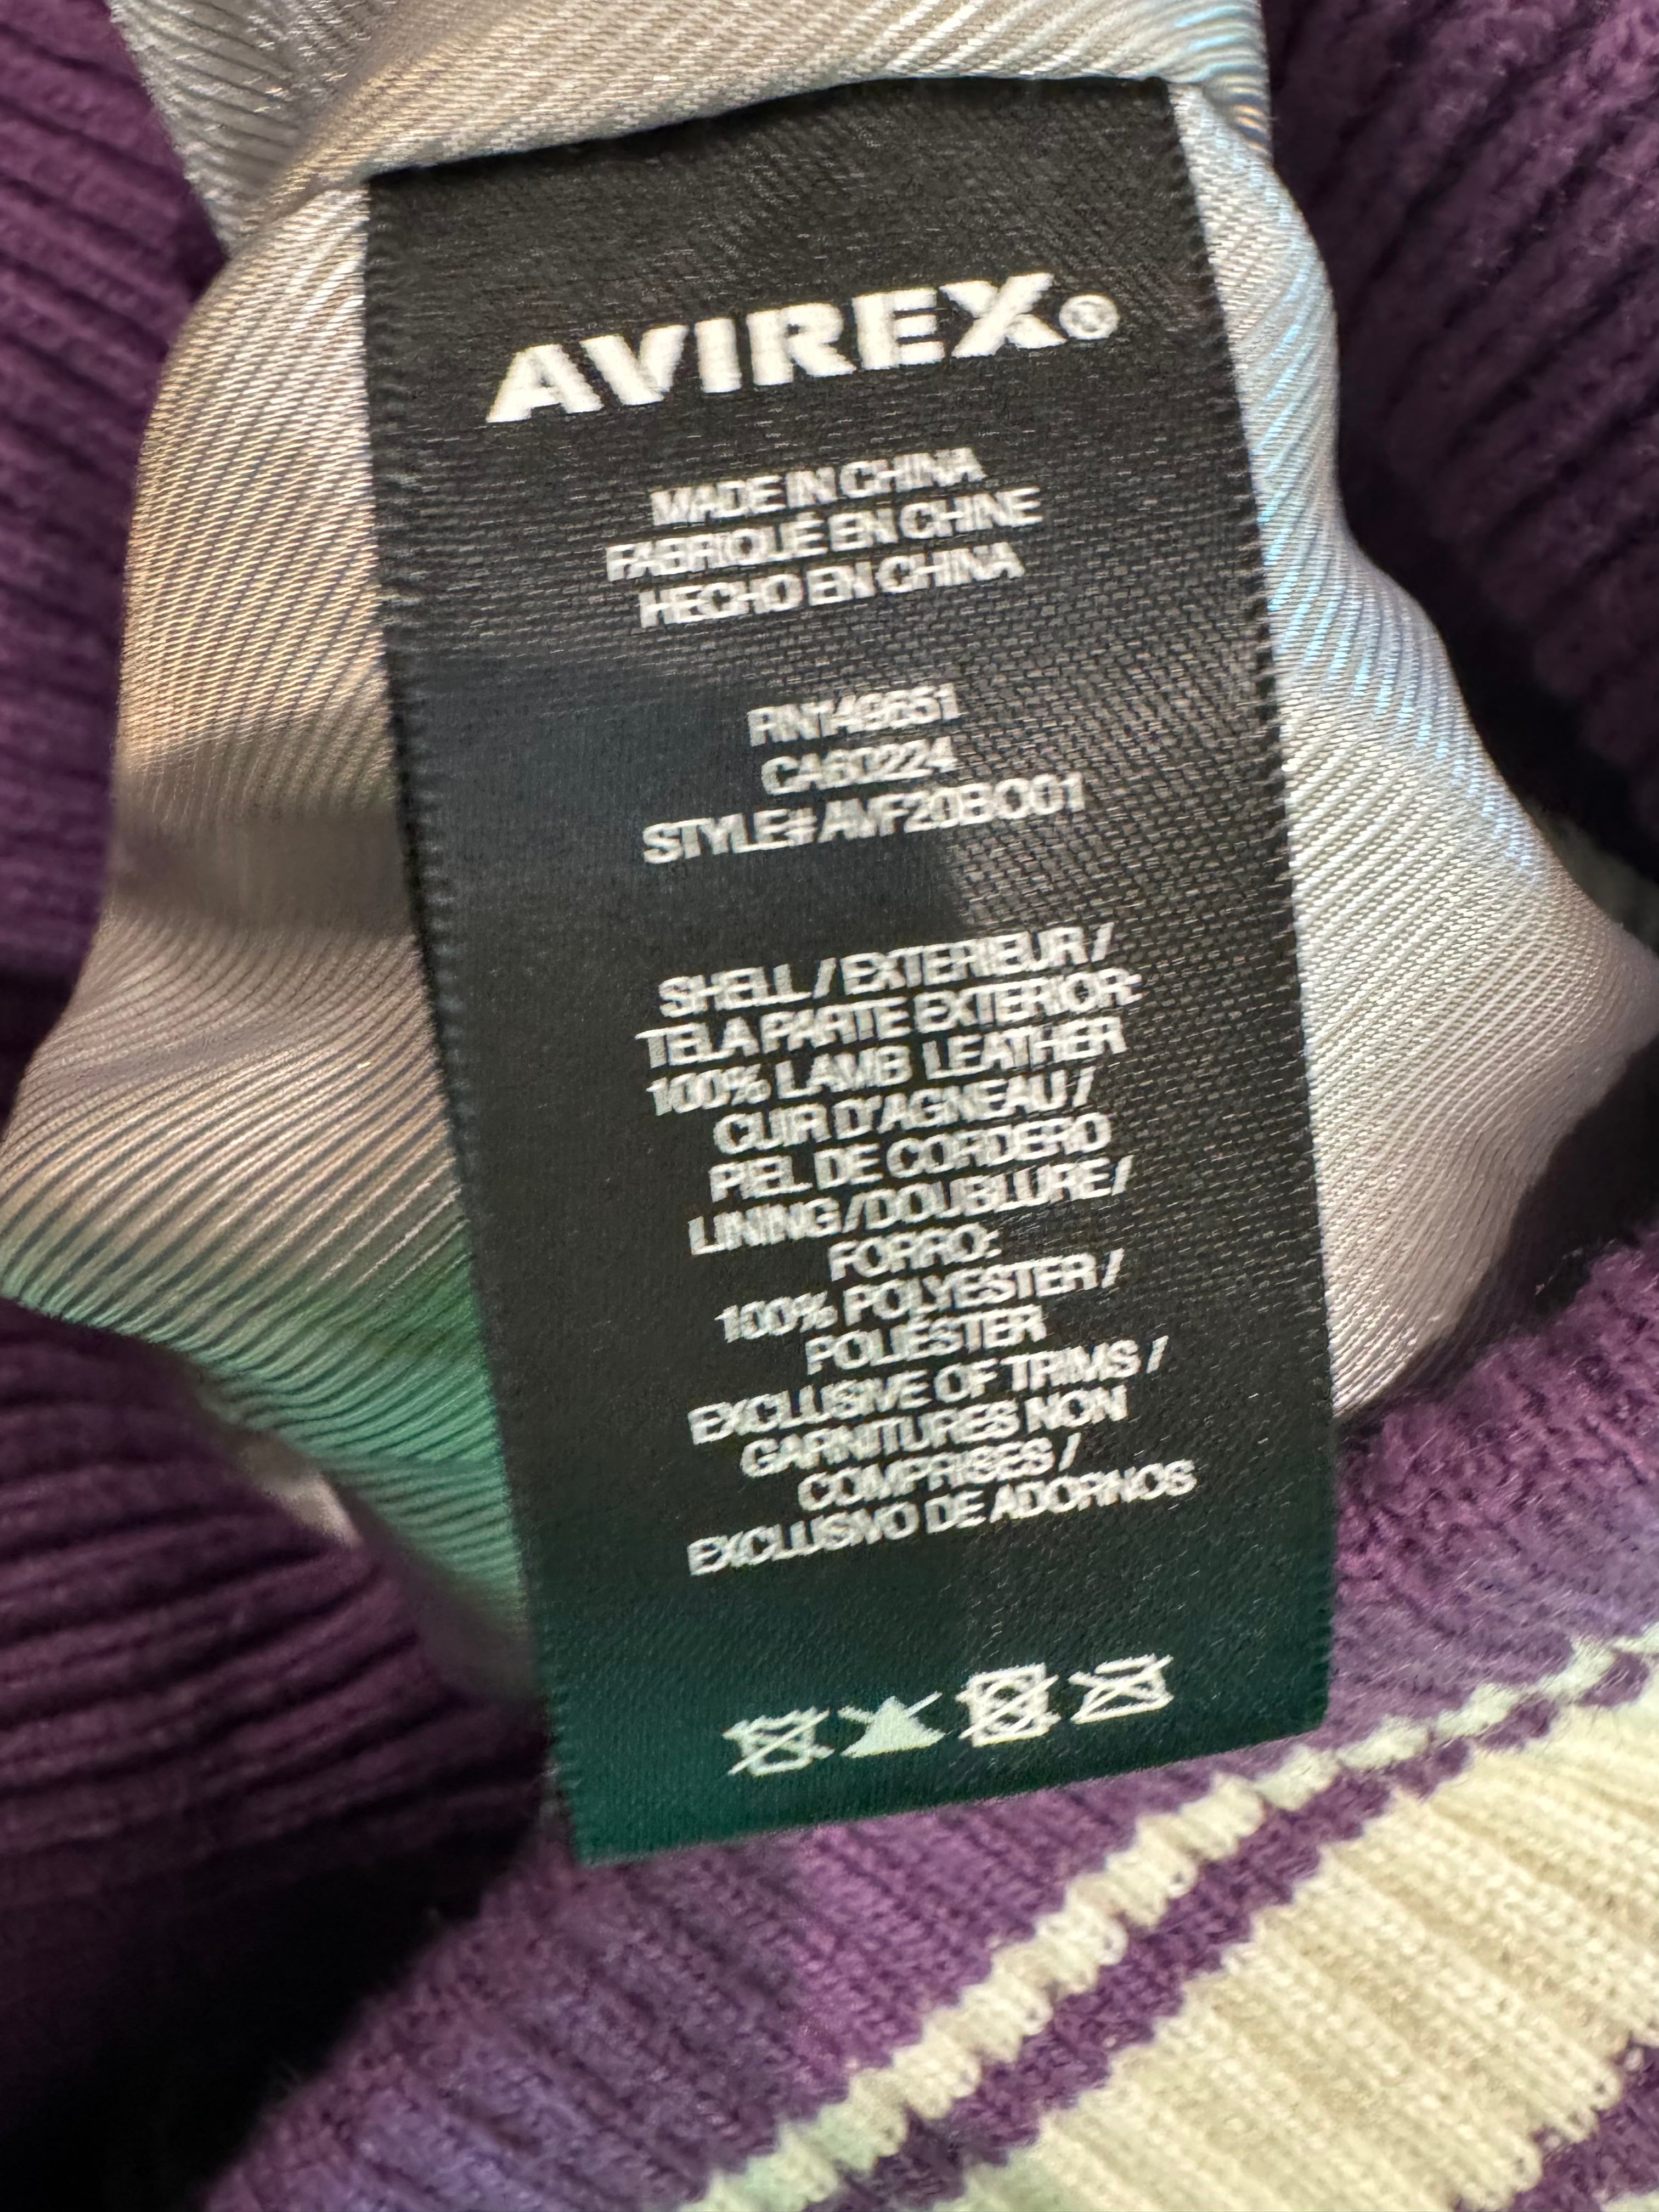 AVIREX®
MADE IN CHINA
FABRIQUÉ EN CHINE
HECHO EN CHINA
RN149651
CA60224
STYLE# AVF20BO01
SHELL / EXTERIEUR /
TELA PARTE EXTERIOR:
100% LAMB LEATHER
CUIR D'AGNEAU /
PIEL DE CORDERO
LINING / DOUBLURE /
FORRO:
100% POLYESTER /
POLIÉSTER
EXCLUSIVE OF TRIMS /
GARNITURES NON
COMPRISES /
EXCLUSIVO DE ADORNOS